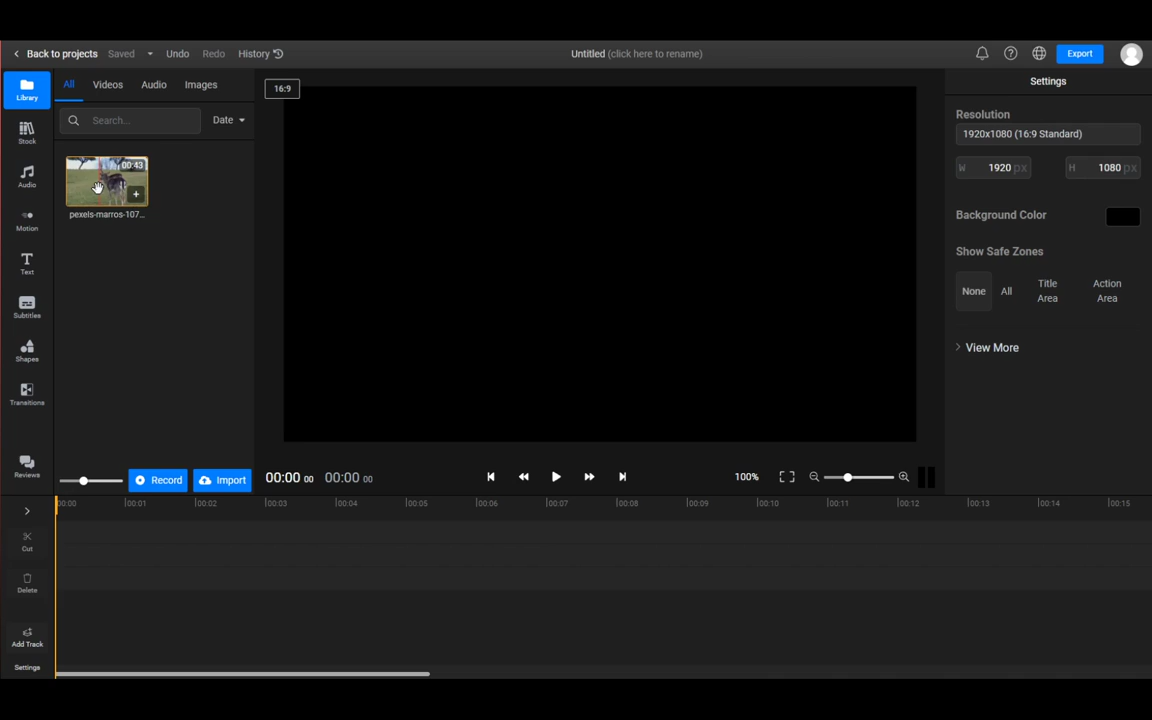 Back to projects Saved Undo Redo History Untitled (click here to rename) Export
Library
Stock
Audio
Motion
Text
Subtitles
Shapes
Transitions
Reviews
All Videos Audio Images
Search... Date
00:43
pexels-marros-107...
Record Import
16:9
00:00 00 00:00 00 100%
Settings
Resolution
1920x1080 (16:9 Standard)
W 1920 px H 1080 px
Background Color
Show Safe Zones
None All Title Area Action Area
View More
00:00 00:01 00:02 00:03 00:04 00:05 00:06 00:07 00:08 00:09 00:10 00:11 00:12 00:13 00:14 00:15
Cut
Delete
Add Track
Settings